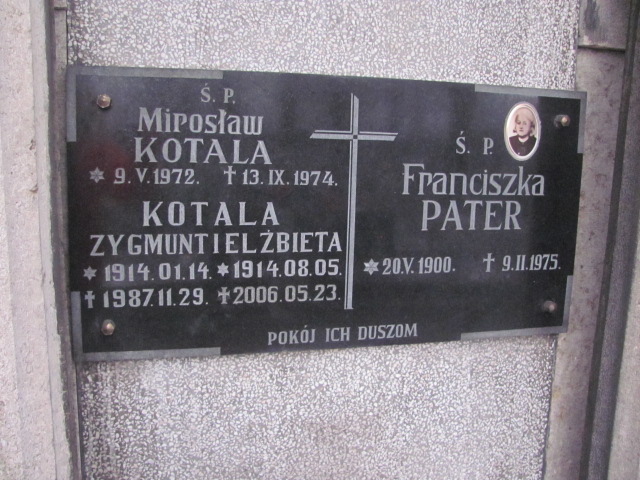 Ś. P.
Mirosław
KOTALA
* 9.V.1972. † 13.IX.1974.
KOTALA
ZYGMUNT I ELŻBIETA
* 1914.01.14. * 1914.08.05.
† 1987.11.29. † 2006.05.23.
Ś. P.
Franciszka
PATER
* 20.V.1900. † 9.II.1975.
POKÓJ ICH DUSZOM